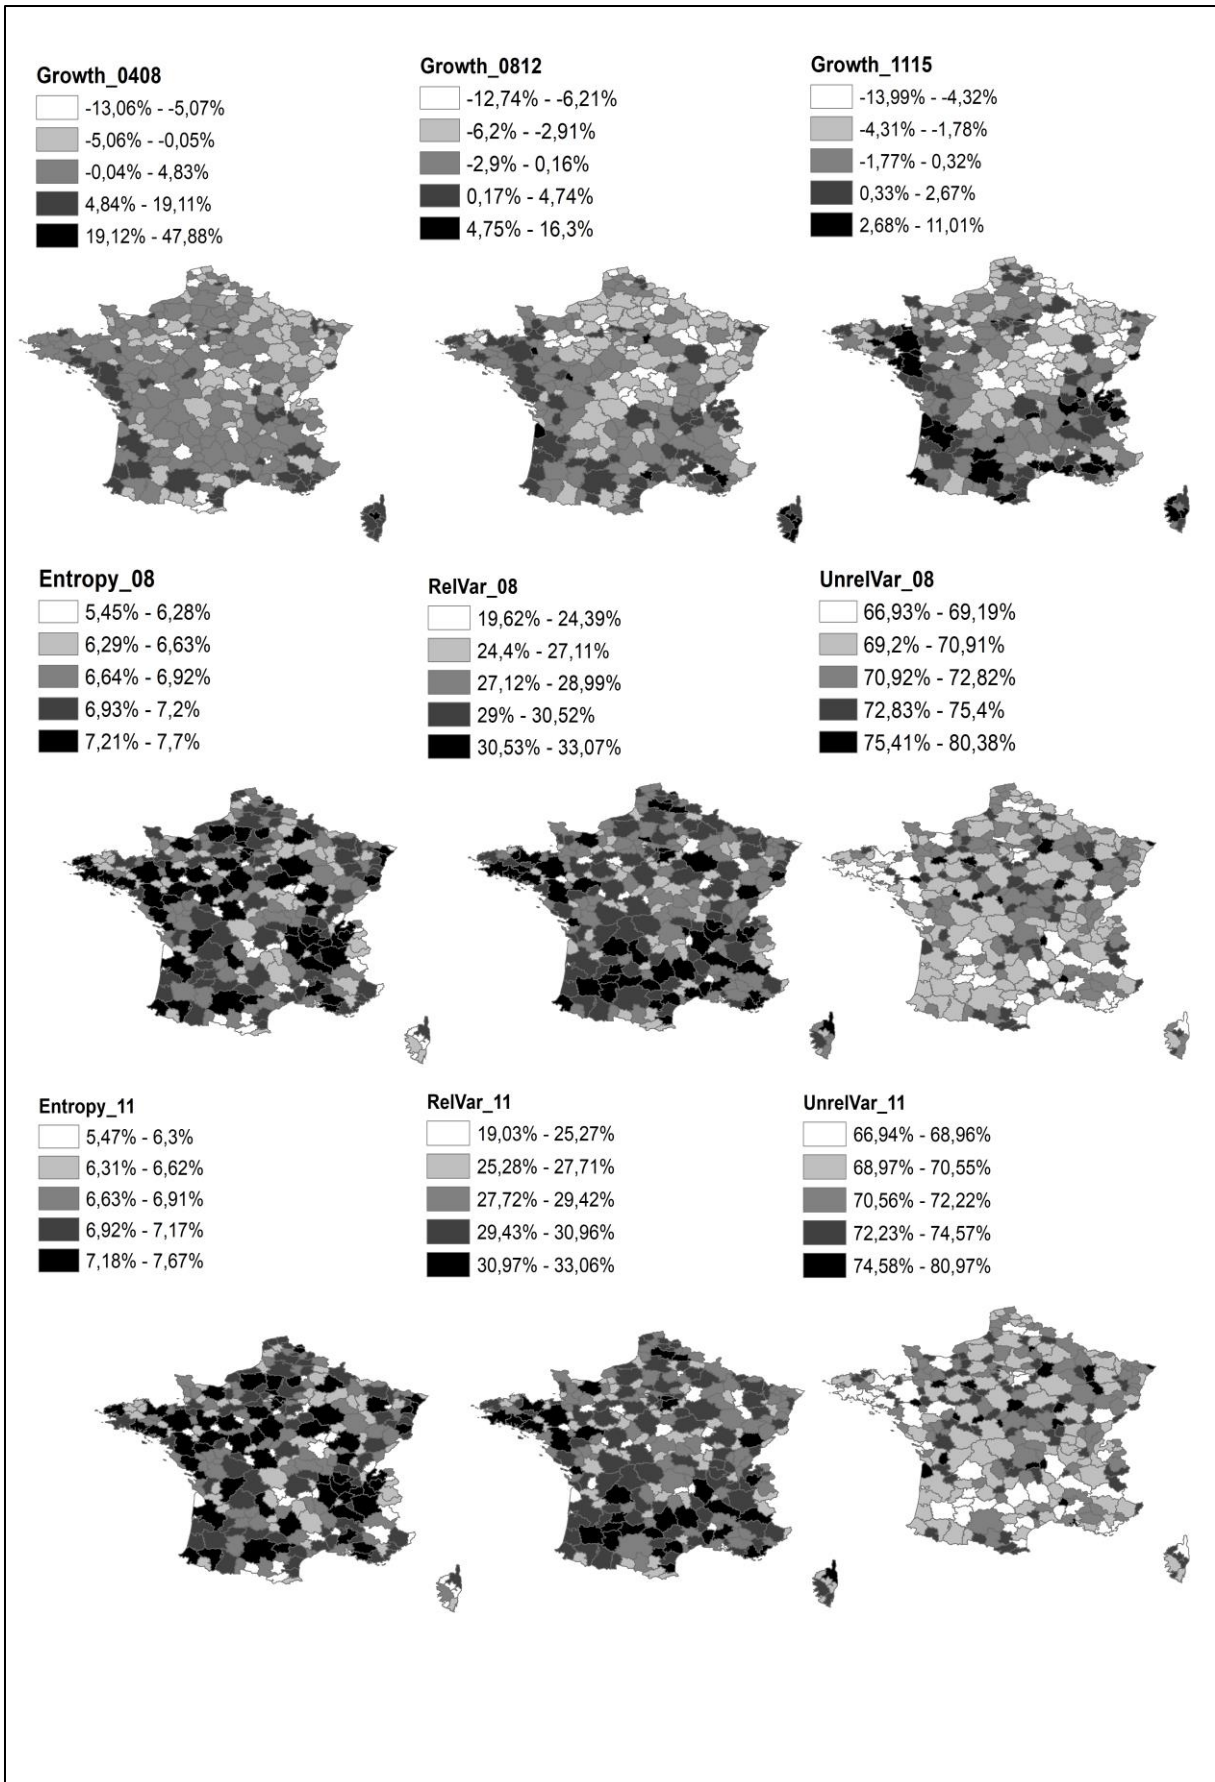 Growth_0408
-13,06% - -5,07%
-5,06% - -0,05%
-0,04% - 4,83%
4,84% - 19,11%
19,12% - 47,88%
Growth_0812
-12,74% - -6,21%
-6,2% - -2,91%
-2,9% - 0,16%
0,17% - 4,74%
4,75% - 16,3%
Growth_1115
-13,99% - -4,32%
-4,31% - -1,78%
-1,77% - 0,32%
0,33% - 2,67%
2,68% - 11,01%
Entropy_08
5,45% - 6,28%
6,29% - 6,63%
6,64% - 6,92%
6,93% - 7,2%
7,21% - 7,7%
RelVar_08
19,62% - 24,39%
24,4% - 27,11%
27,12% - 28,99%
29% - 30,52%
30,53% - 33,07%
UnrelVar_08
66,93% - 69,19%
69,2% - 70,91%
70,92% - 72,82%
72,83% - 75,4%
75,41% - 80,38%
Entropy_11
5,47% - 6,3%
6,31% - 6,62%
6,63% - 6,91%
6,92% - 7,17%
7,18% - 7,67%
RelVar_11
19,03% - 25,27%
25,28% - 27,71%
27,72% - 29,42%
29,43% - 30,96%
30,97% - 33,06%
UnrelVar_11
66,94% - 68,96%
68,97% - 70,55%
70,56% - 72,22%
72,23% - 74,57%
74,58% - 80,97%